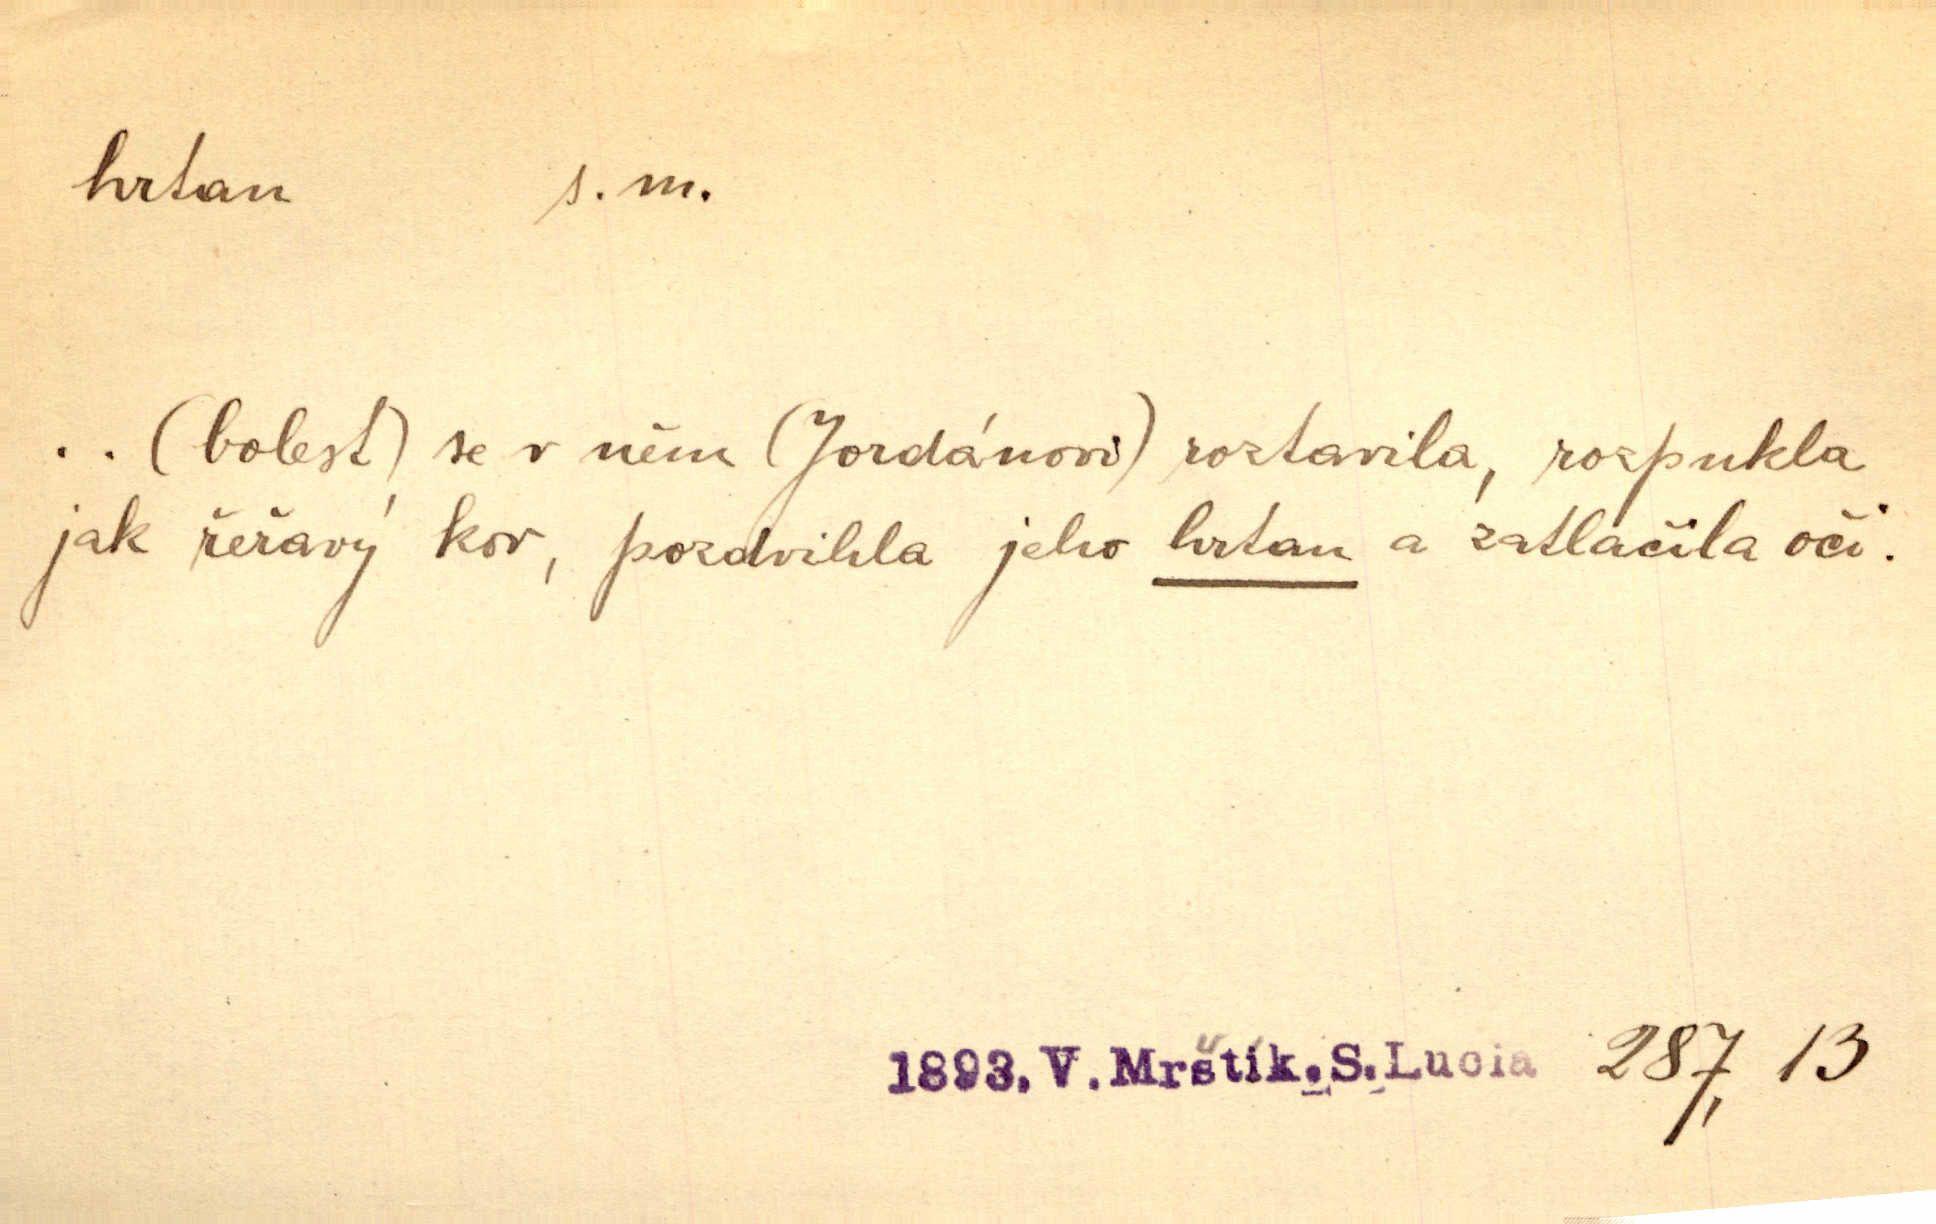 hrtan s. m.
.. (bolest) se v něm (Jordánovi) roztavila, rozpukla
jak řeřavý kov, pozdvihla jeho hrtan a zatlačila oči.
1893. V. Mrštík. S. Lucia 287, 13